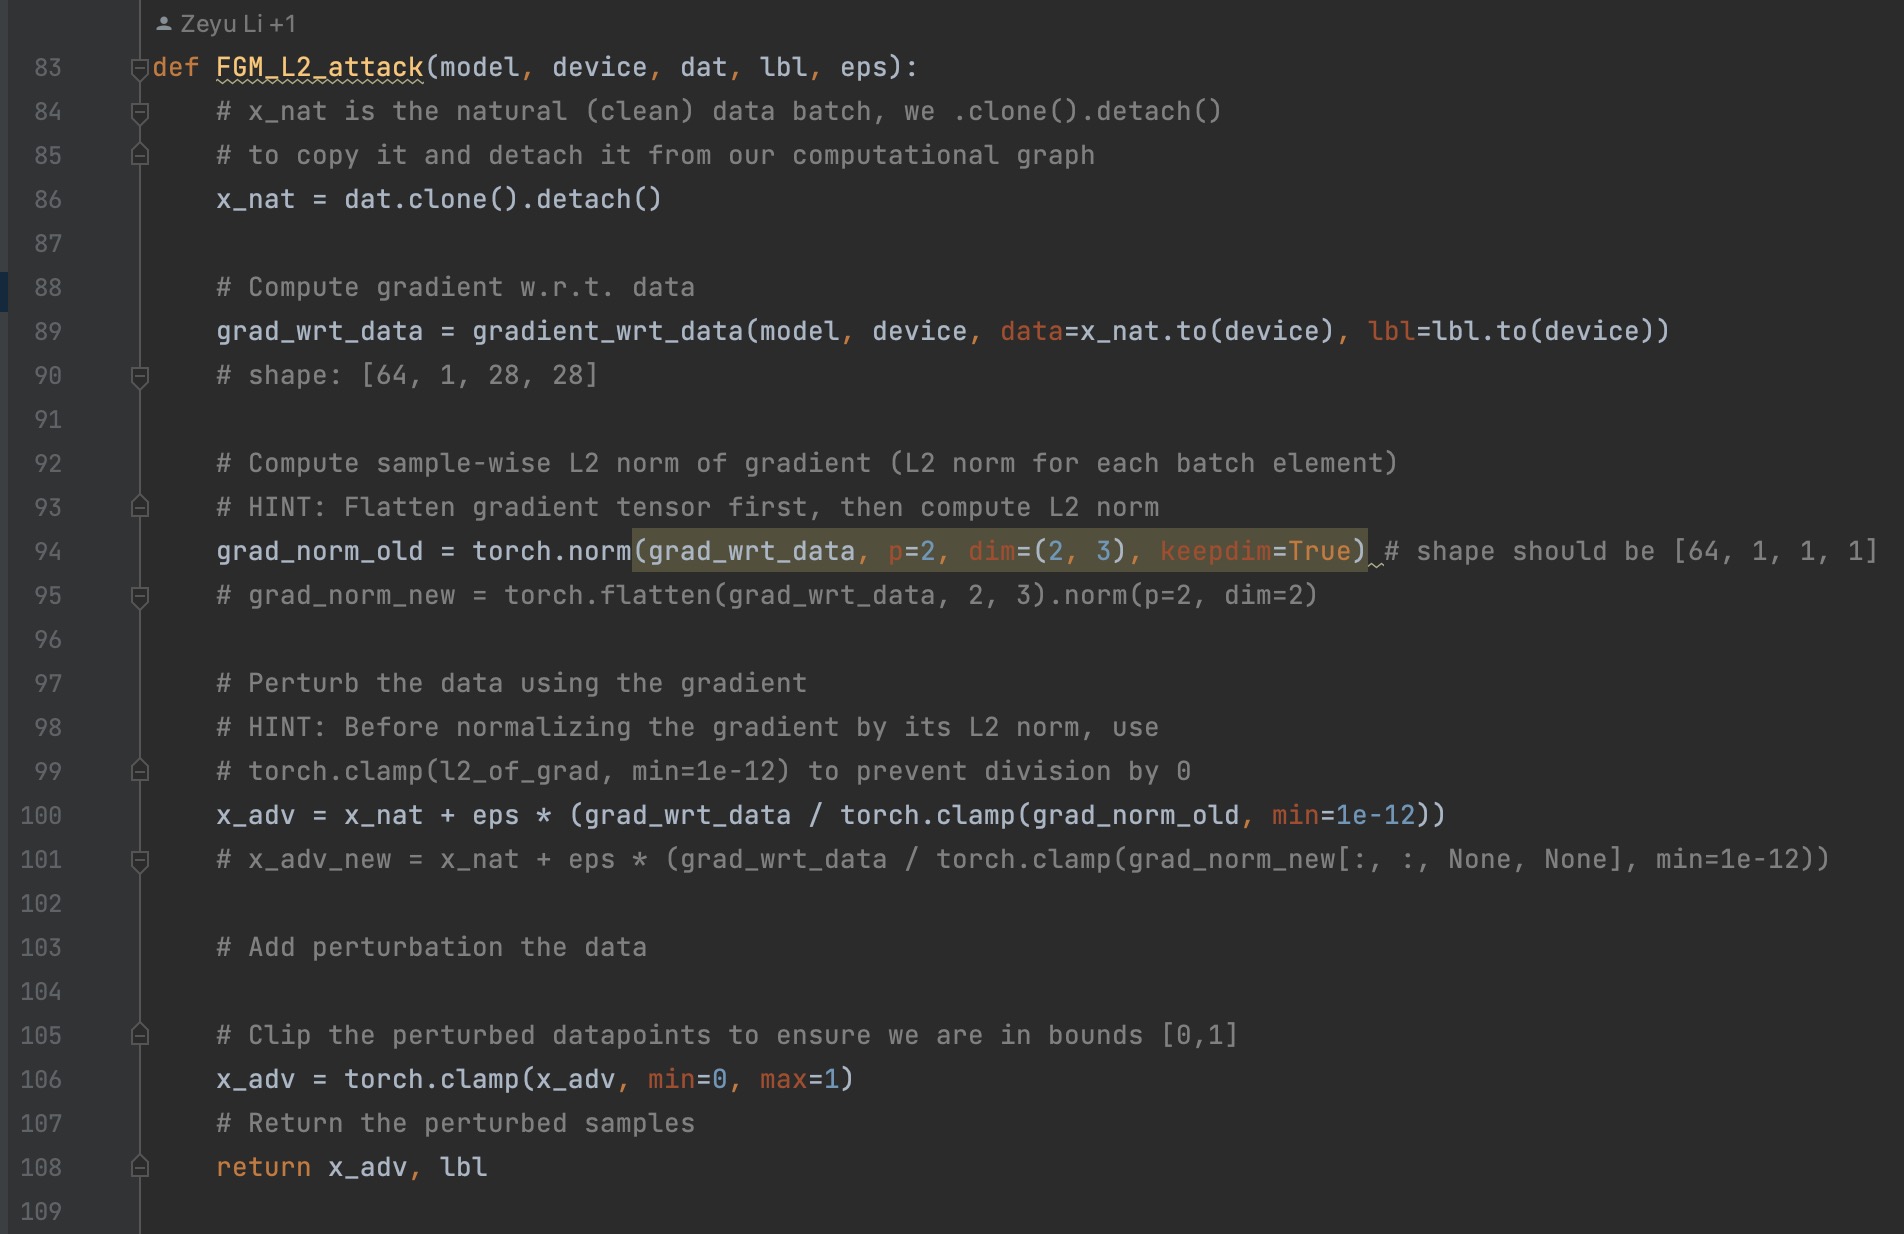 Zeyu Li +1
83 def FGM_L2_attack(model, device, dat, lbl, eps):
84     # x_nat is the natural (clean) data batch, we .clone().detach()
85     # to copy it and detach it from our computational graph
86     x_nat = dat.clone().detach()
87
88     # Compute gradient w.r.t. data
89     grad_wrt_data = gradient_wrt_data(model, device, data=x_nat.to(device), lbl=lbl.to(device))
90     # shape: [64, 1, 28, 28]
91
92     # Compute sample-wise L2 norm of gradient (L2 norm for each batch element)
93     # HINT: Flatten gradient tensor first, then compute L2 norm
94     grad_norm_old = torch.norm(grad_wrt_data, p=2, dim=(2, 3), keepdim=True) # shape should be [64, 1, 1, 1]
95     # grad_norm_new = torch.flatten(grad_wrt_data, 2, 3).norm(p=2, dim=2)
96
97     # Perturb the data using the gradient
98     # HINT: Before normalizing the gradient by its L2 norm, use
99     # torch.clamp(l2_of_grad, min=1e-12) to prevent division by 0
100     x_adv = x_nat + eps * (grad_wrt_data / torch.clamp(grad_norm_old, min=1e-12))
101     # x_adv_new = x_nat + eps * (grad_wrt_data / torch.clamp(grad_norm_new[:, :, None, None], min=1e-12))
102
103     # Add perturbation the data
104
105     # Clip the perturbed datapoints to ensure we are in bounds [0,1]
106     x_adv = torch.clamp(x_adv, min=0, max=1)
107     # Return the perturbed samples
108     return x_adv, lbl
109